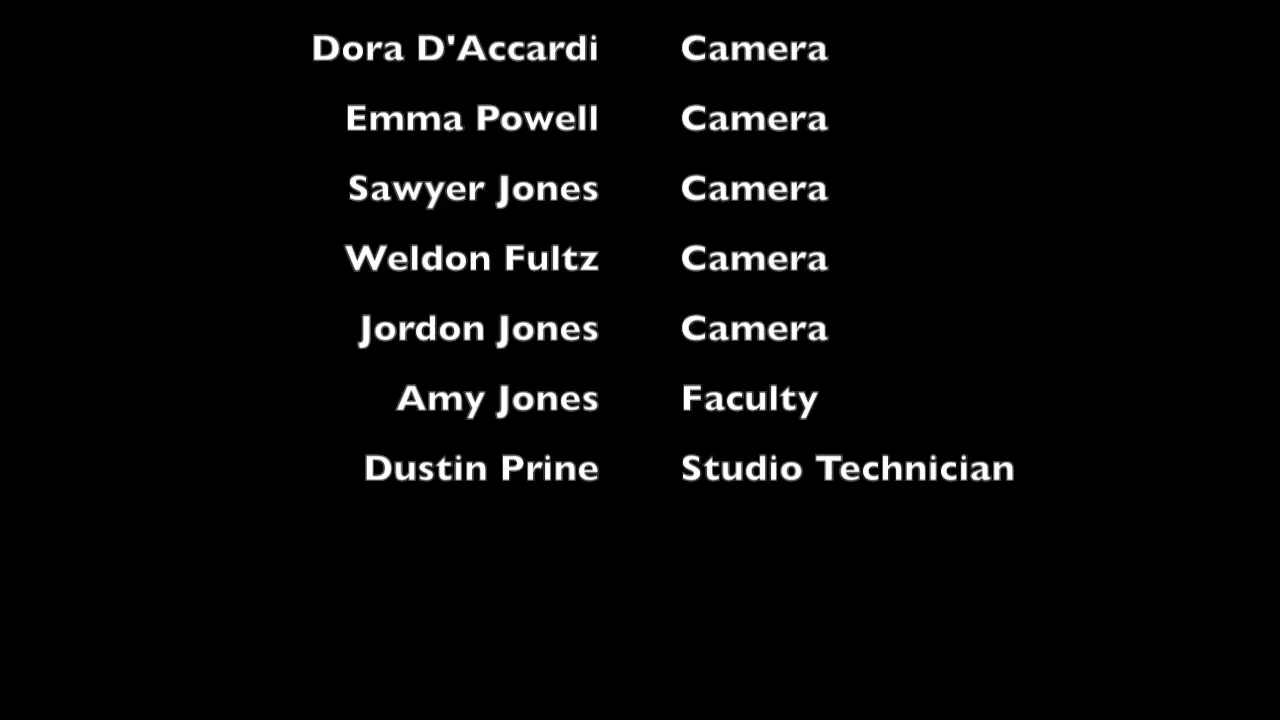 Dora D'Accardi Camera
Emma Powell Camera
Sawyer Jones Camera
Weldon Fultz Camera
Jordon Jones Camera
Amy Jones Faculty
Dustin Prine Studio Technician